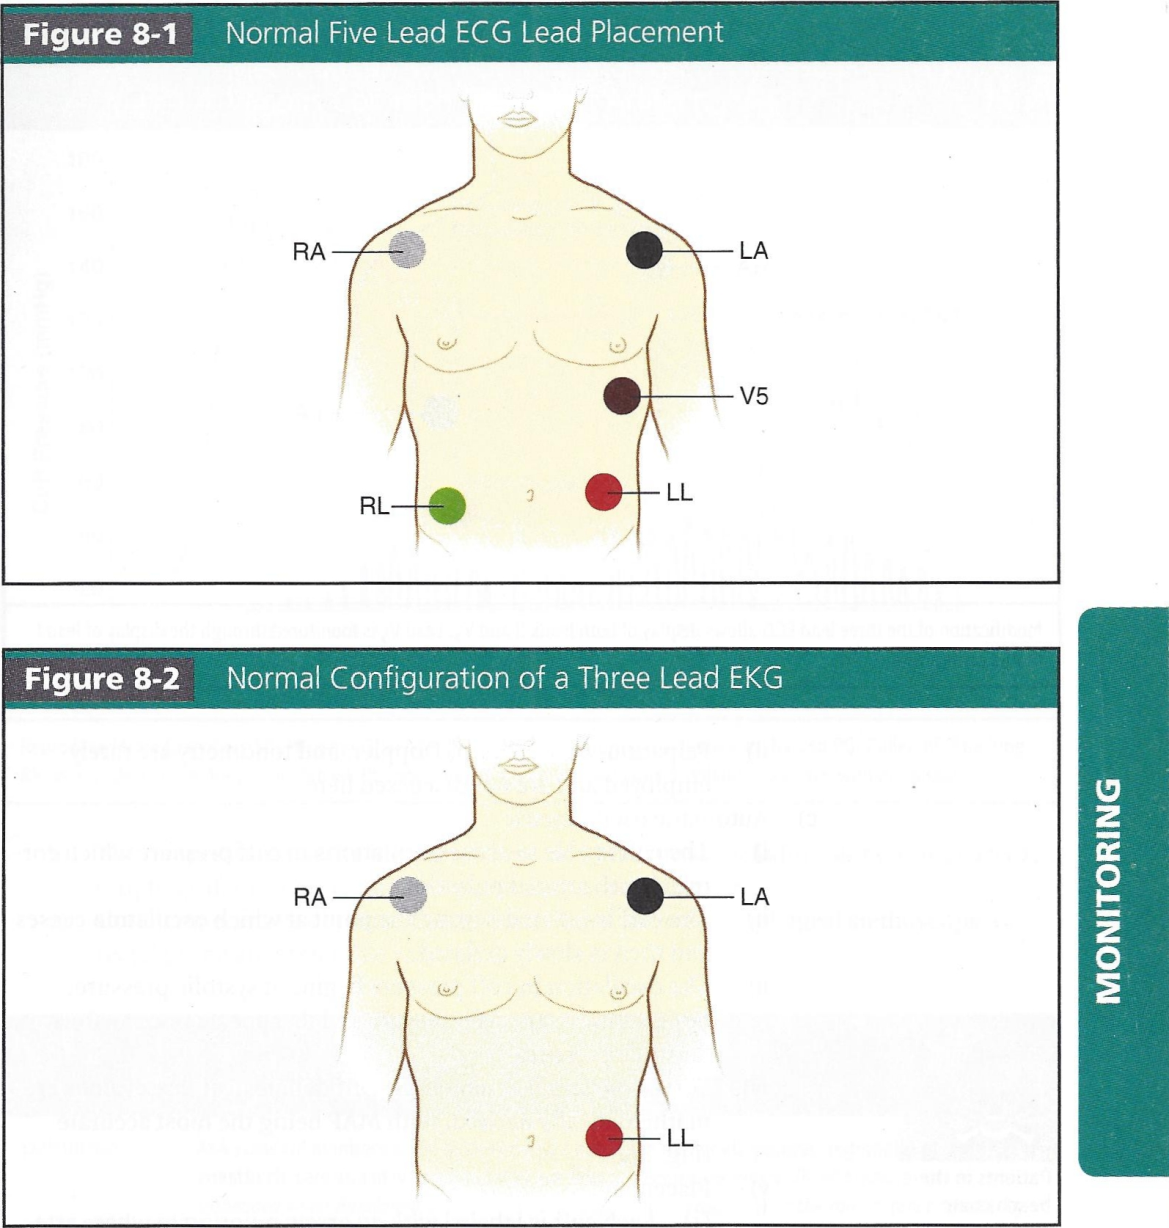 Figure 8-1 Normal Five Lead ECG Lead Placement
RA
LA
V5
RL
LL
Figure 8-2 Normal Configuration of a Three Lead EKG
RA
LA
LL
MONITORING